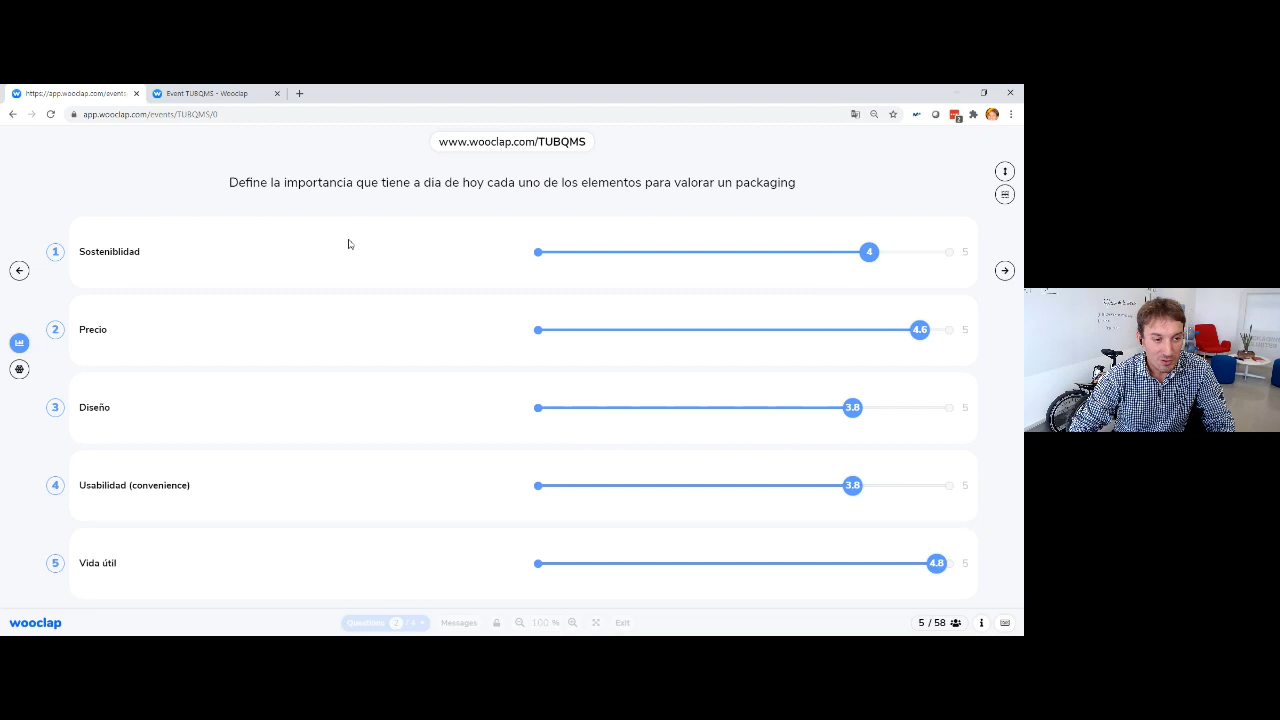 https://app.wooclap.com/events
Event TUBQMS - Wooclap
app.wooclap.com/events/TUBQMS/0
www.wooclap.com/TUBQMS
Define la importancia que tiene a dia de hoy cada uno de los elementos para valorar un packaging
1 Sosteniblidad 4 5
2 Precio 4.6 5
3 Diseño 3.8 5
4 Usabilidad (convenience) 3.8 5
5 Vida útil 4.8 5
wooclap Questions 2 Messages 100 % Exit 5 / 58